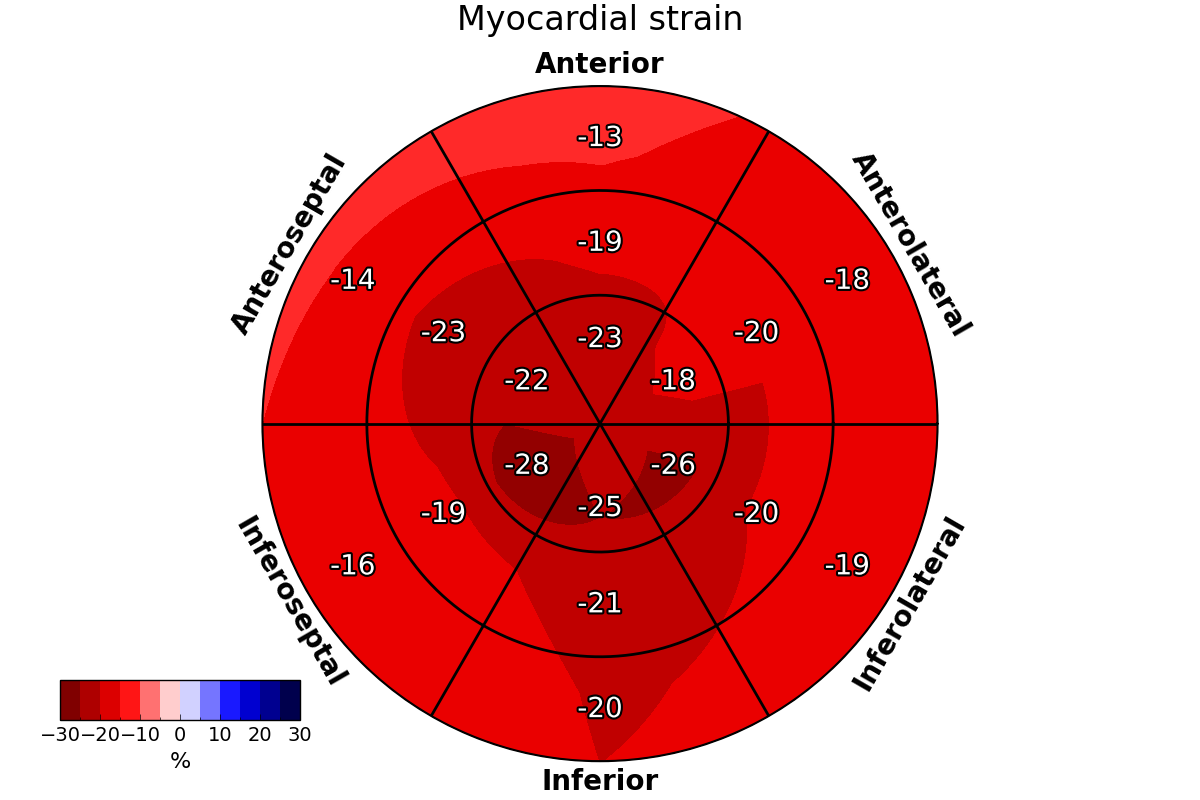 Myocardial strain
Anterior
-13
Anteroseptal
Anterolateral
-19
-14
-18
-23
-20
-23
-22
-18
-28
-26
-25
-19
-20
-16
-19
Inferoseptal
Inferolateral
-21
-20
−30 −20 −10 0 10 20 30
%
Inferior